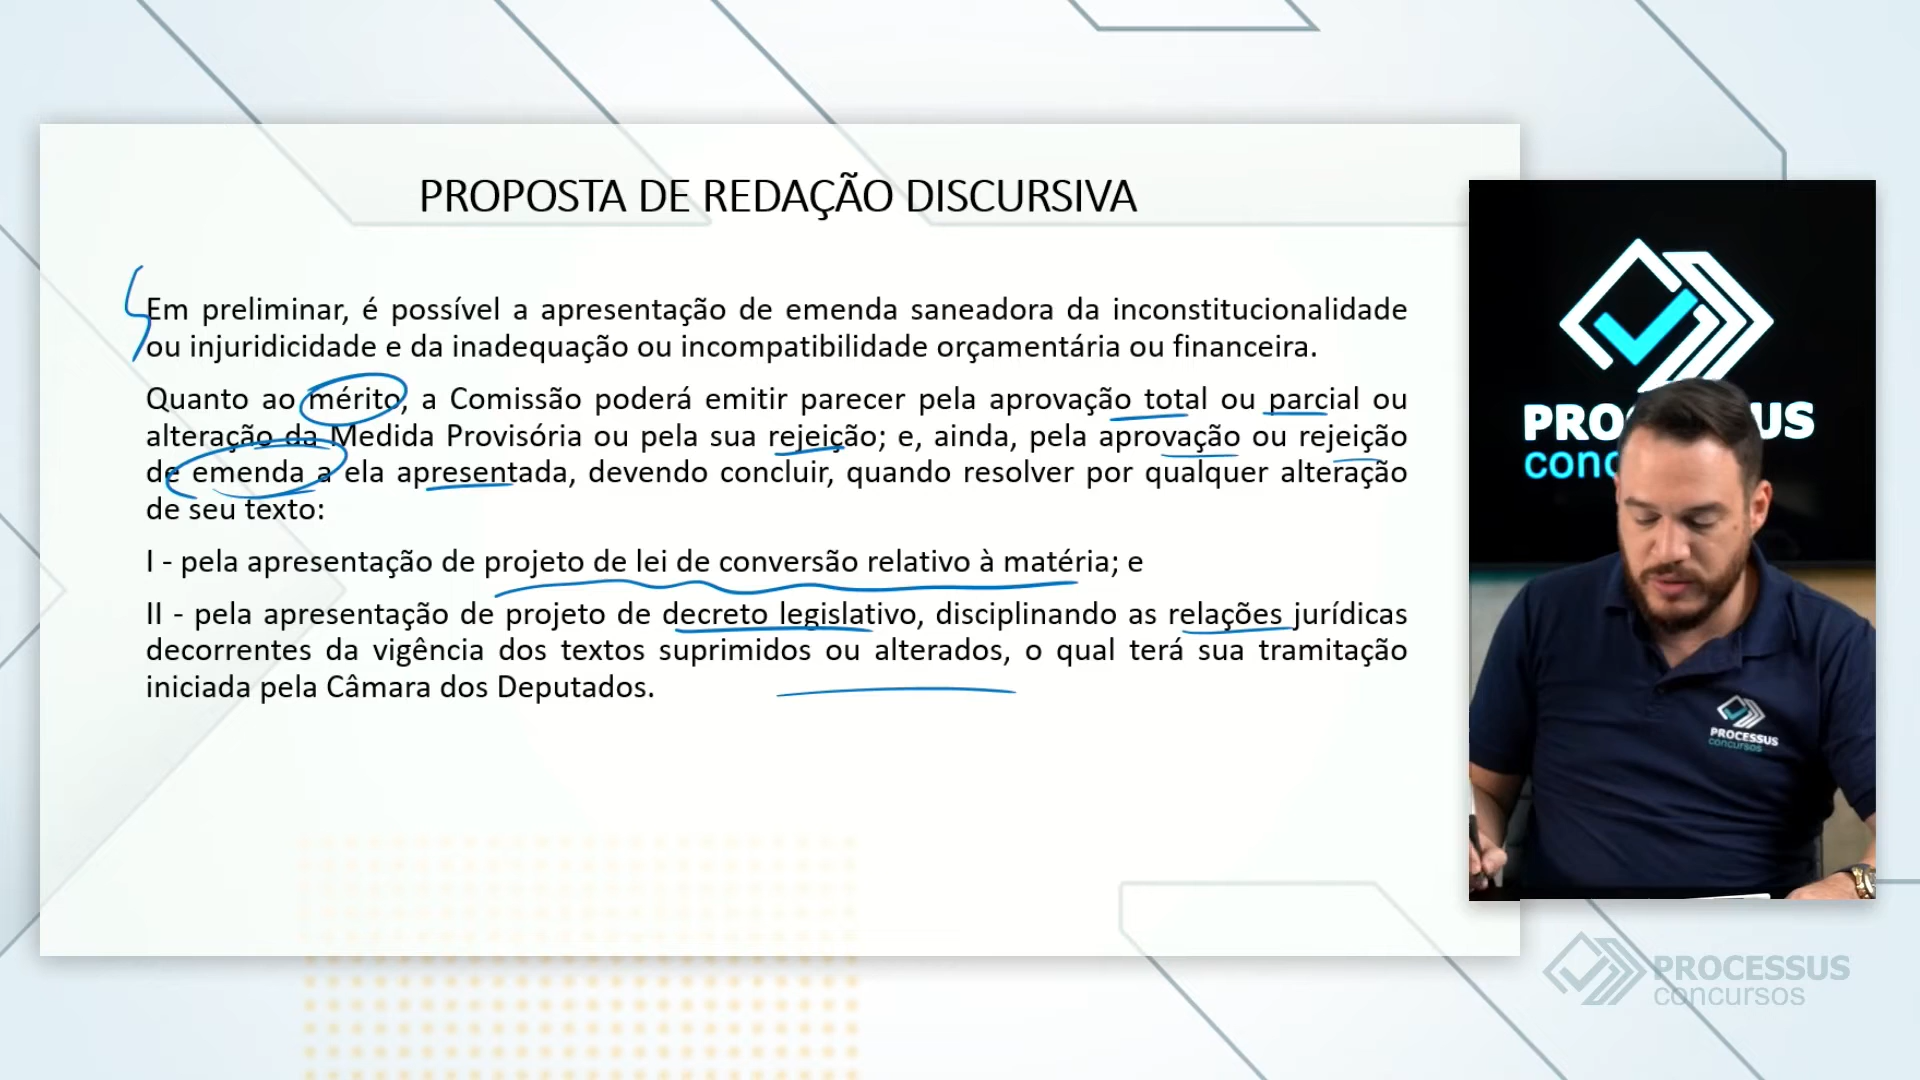 PROPOSTA DE REDAÇÃO DISCURSIVA
Em preliminar, é possível a apresentação de emenda saneadora da inconstitucionalidade
ou injuridicidade e da inadequação ou incompatibilidade orçamentária ou financeira.
Quanto ao mérito, a Comissão poderá emitir parecer pela aprovação total ou parcial ou
alteração da Medida Provisória ou pela sua rejeição; e, ainda, pela aprovação ou rejeição
de emenda a ela apresentada, devendo concluir, quando resolver por qualquer alteração
de seu texto:
I - pela apresentação de projeto de lei de conversão relativo à matéria; e
II - pela apresentação de projeto de decreto legislativo, disciplinando as relações jurídicas
decorrentes da vigência dos textos suprimidos ou alterados, o qual terá sua tramitação
iniciada pela Câmara dos Deputados.
PRO US
conc
PROCESSUS
concursos
PROCESSUS
concursos